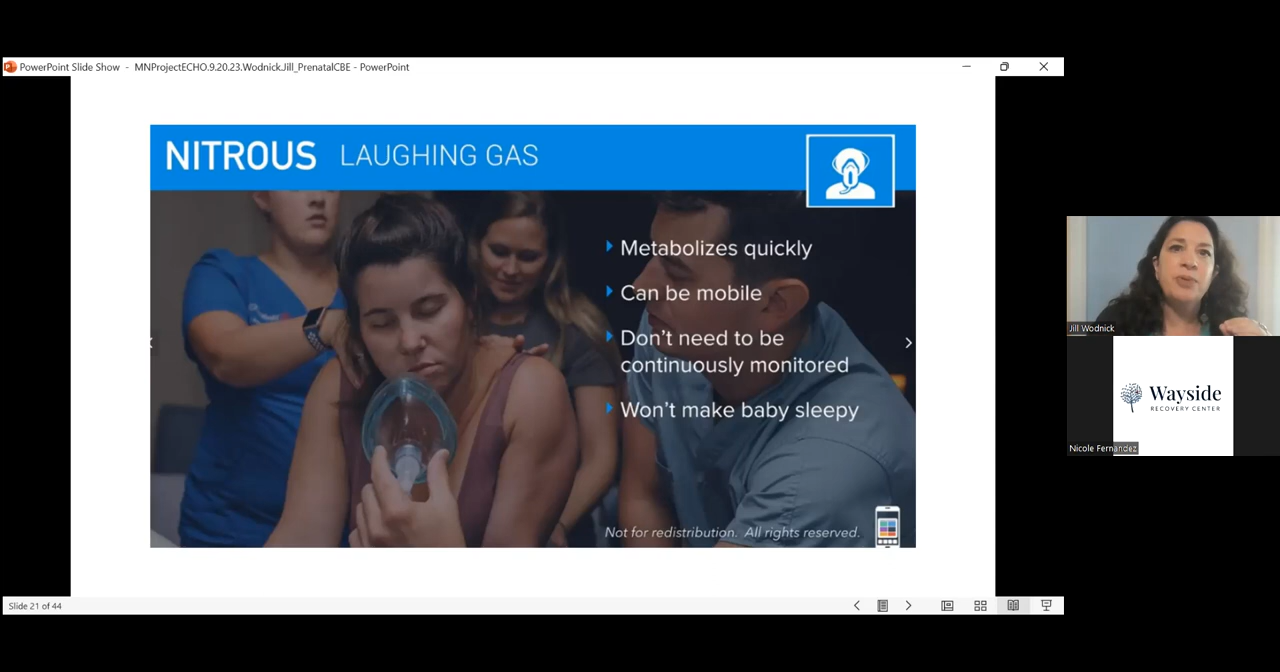 PowerPoint Slide Show - MNProjectECHO.9.20.23.Wodnick.Jill_PrenatalCBE - PowerPoint
NITROUS LAUGHING GAS
Metabolizes quickly
Can be mobile
Don't need to be
continuously monitored
Won't make baby sleepy
Not for redistribution. All rights reserved.
Slide 21 of 44
Jill Wodnick
Wayside
RECOVERY CENTER
Nicole Fernandez